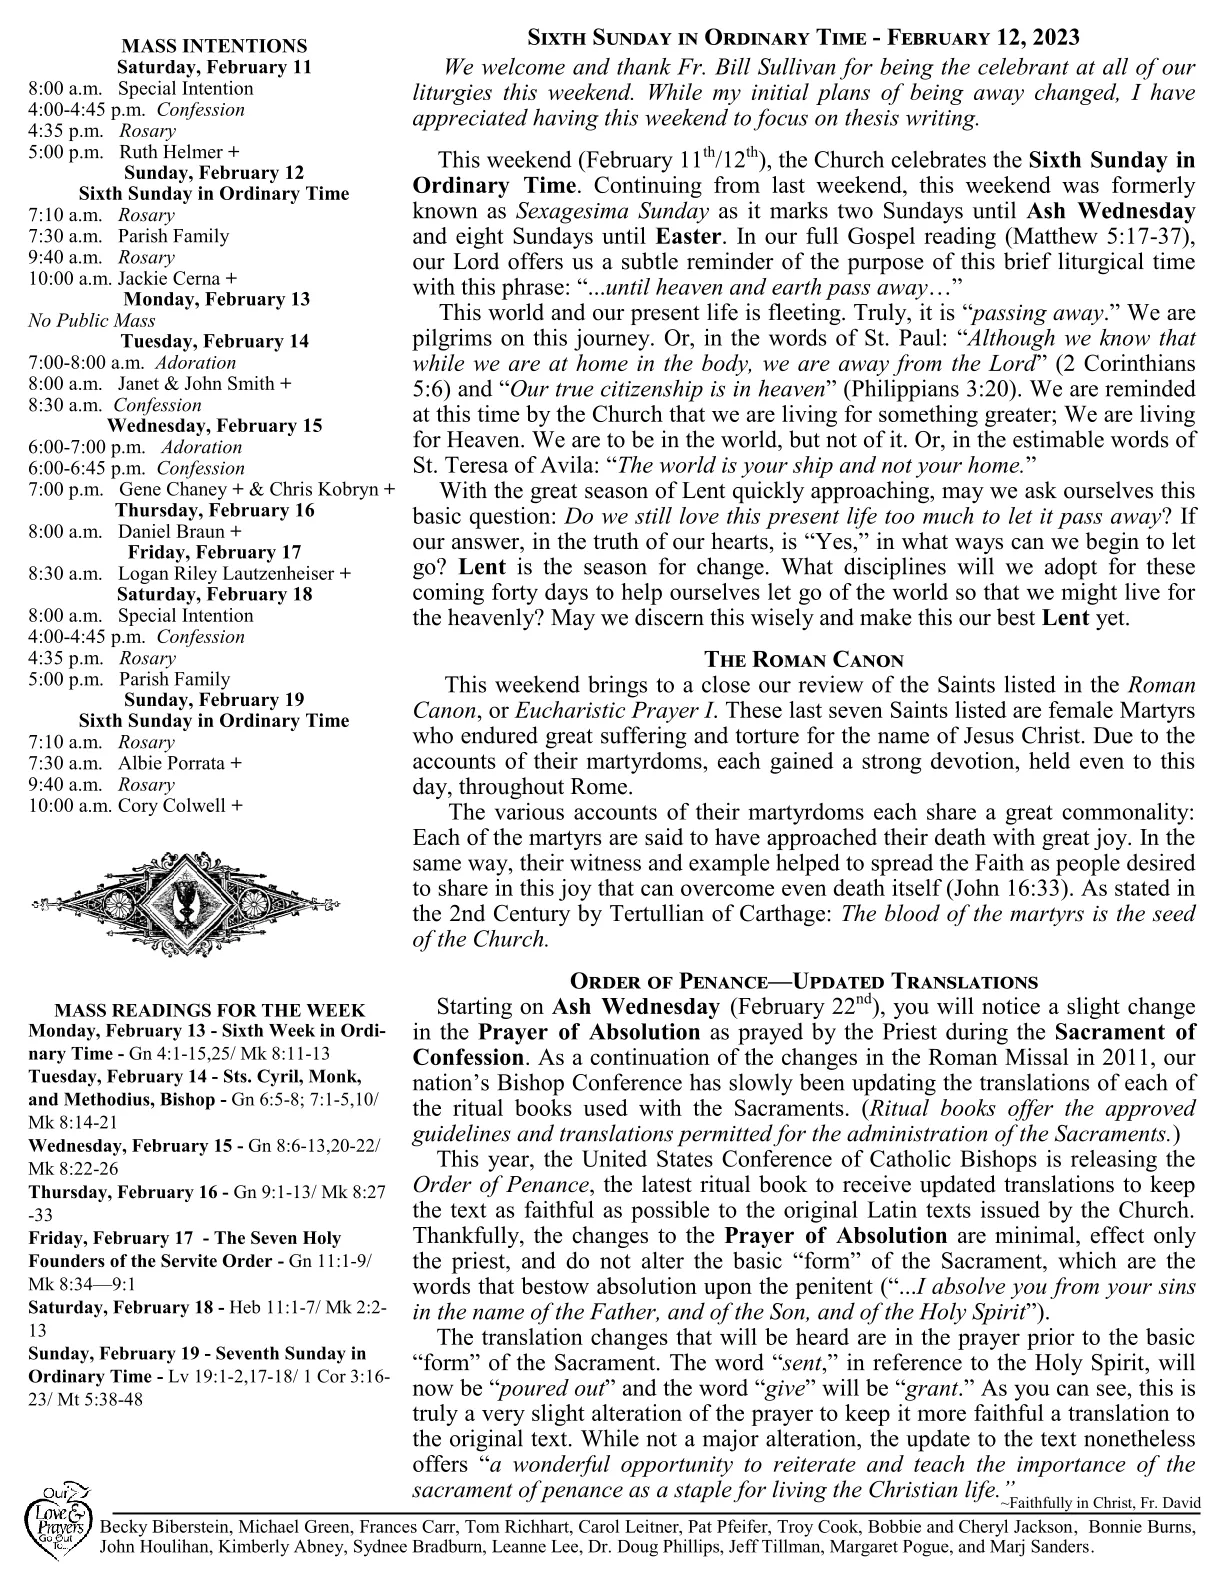 MASS INTENTIONS
Saturday, February 11
8:00 a.m. Special Intention
4:00-4:45 p.m. Confession
4:35 p.m. Rosary
5:00 p.m. Ruth Helmer +
Sunday, February 12
Sixth Sunday in Ordinary Time
7:10 a.m. Rosary
7:30 a.m. Parish Family
9:40 a.m. Rosary
10:00 a.m. Jackie Cerna +
Monday, February 13
No Public Mass
Tuesday, February 14
7:00-8:00 a.m. Adoration
8:00 a.m. Janet & John Smith +
8:30 a.m. Confession
Wednesday, February 15
6:00-7:00 p.m. Adoration
6:00-6:45 p.m. Confession
7:00 p.m. Gene Chaney + & Chris Kobryn +
Thursday, February 16
8:00 a.m. Daniel Braun +
Friday, February 17
8:30 a.m. Logan Riley Lautzenheiser +
Saturday, February 18
8:00 a.m. Special Intention
4:00-4:45 p.m. Confession
4:35 p.m. Rosary
5:00 p.m. Parish Family
Sunday, February 19
Sixth Sunday in Ordinary Time
7:10 a.m. Rosary
7:30 a.m. Albie Porrata +
9:40 a.m. Rosary
10:00 a.m. Cory Colwell +
MASS READINGS FOR THE WEEK
Monday, February 13 - Sixth Week in Ordi-
nary Time - Gn 4:1-15,25/ Mk 8:11-13
Tuesday, February 14 - Sts. Cyril, Monk,
and Methodius, Bishop - Gn 6:5-8; 7:1-5,10/
Mk 8:14-21
Wednesday, February 15 - Gn 8:6-13,20-22/
Mk 8:22-26
Thursday, February 16 - Gn 9:1-13/ Mk 8:27
-33
Friday, February 17 - The Seven Holy
Founders of the Servite Order - Gn 11:1-9/
Mk 8:34—9:1
Saturday, February 18 - Heb 11:1-7/ Mk 2:2-
13
Sunday, February 19 - Seventh Sunday in
Ordinary Time - Lv 19:1-2,17-18/ 1 Cor 3:16-
23/ Mt 5:38-48
SIXTH SUNDAY IN ORDINARY TIME - FEBRUARY 12, 2023
We welcome and thank Fr. Bill Sullivan for being the celebrant at all of our
liturgies this weekend. While my initial plans of being away changed, I have
appreciated having this weekend to focus on thesis writing.
This weekend (February 11th/12th), the Church celebrates the Sixth Sunday in
Ordinary Time. Continuing from last weekend, this weekend was formerly
known as Sexagesima Sunday as it marks two Sundays until Ash Wednesday
and eight Sundays until Easter. In our full Gospel reading (Matthew 5:17-37),
our Lord offers us a subtle reminder of the purpose of this brief liturgical time
with this phrase: “...until heaven and earth pass away…”
This world and our present life is fleeting. Truly, it is “passing away.” We are
pilgrims on this journey. Or, in the words of St. Paul: “Although we know that
while we are at home in the body, we are away from the Lord” (2 Corinthians
5:6) and “Our true citizenship is in heaven” (Philippians 3:20). We are reminded
at this time by the Church that we are living for something greater; We are living
for Heaven. We are to be in the world, but not of it. Or, in the estimable words of
St. Teresa of Avila: “The world is your ship and not your home.”
With the great season of Lent quickly approaching, may we ask ourselves this
basic question: Do we still love this present life too much to let it pass away? If
our answer, in the truth of our hearts, is “Yes,” in what ways can we begin to let
go? Lent is the season for change. What disciplines will we adopt for these
coming forty days to help ourselves let go of the world so that we might live for
the heavenly? May we discern this wisely and make this our best Lent yet.
THE ROMAN CANON
This weekend brings to a close our review of the Saints listed in the Roman
Canon, or Eucharistic Prayer I. These last seven Saints listed are female Martyrs
who endured great suffering and torture for the name of Jesus Christ. Due to the
accounts of their martyrdoms, each gained a strong devotion, held even to this
day, throughout Rome.
The various accounts of their martyrdoms each share a great commonality:
Each of the martyrs are said to have approached their death with great joy. In the
same way, their witness and example helped to spread the Faith as people desired
to share in this joy that can overcome even death itself (John 16:33). As stated in
the 2nd Century by Tertullian of Carthage: The blood of the martyrs is the seed
of the Church.
ORDER OF PENANCE—UPDATED TRANSLATIONS
Starting on Ash Wednesday (February 22nd), you will notice a slight change
in the Prayer of Absolution as prayed by the Priest during the Sacrament of
Confession. As a continuation of the changes in the Roman Missal in 2011, our
nation’s Bishop Conference has slowly been updating the translations of each of
the ritual books used with the Sacraments. (Ritual books offer the approved
guidelines and translations permitted for the administration of the Sacraments.)
This year, the United States Conference of Catholic Bishops is releasing the
Order of Penance, the latest ritual book to receive updated translations to keep
the text as faithful as possible to the original Latin texts issued by the Church.
Thankfully, the changes to the Prayer of Absolution are minimal, effect only
the priest, and do not alter the basic “form” of the Sacrament, which are the
words that bestow absolution upon the penitent (“...I absolve you from your sins
in the name of the Father, and of the Son, and of the Holy Spirit”).
The translation changes that will be heard are in the prayer prior to the basic
“form” of the Sacrament. The word “sent,” in reference to the Holy Spirit, will
now be “poured out” and the word “give” will be “grant.” As you can see, this is
truly a very slight alteration of the prayer to keep it more faithful a translation to
the original text. While not a major alteration, the update to the text nonetheless
offers “a wonderful opportunity to reiterate and teach the importance of the
sacrament of penance as a staple for living the Christian life.”
~Faithfully in Christ, Fr. David
Our
Love &
Prayers
Go Out
To...
Becky Biberstein, Michael Green, Frances Carr, Tom Richhart, Carol Leitner, Pat Pfeifer, Troy Cook, Bobbie and Cheryl Jackson, Bonnie Burns,
John Houlihan, Kimberly Abney, Sydnee Bradburn, Leanne Lee, Dr. Doug Phillips, Jeff Tillman, Margaret Pogue, and Marj Sanders.